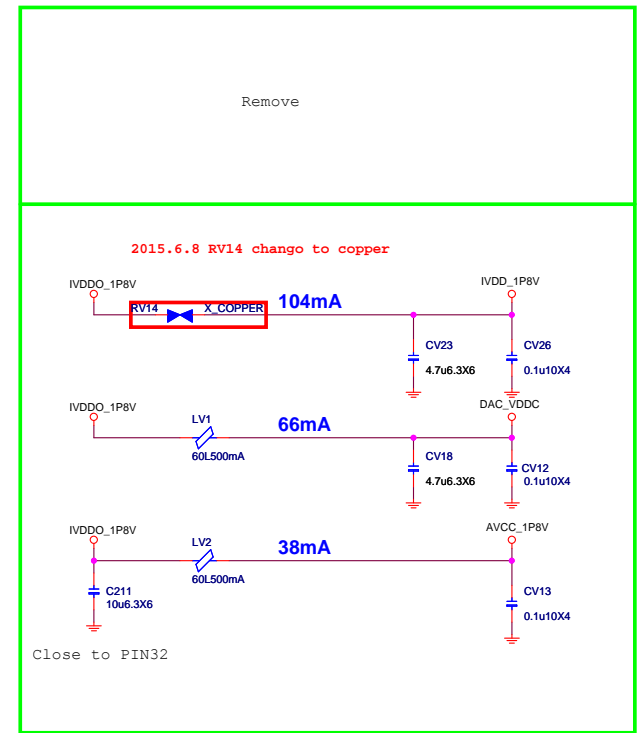 Remove
2015.6.8 RV14 chango to copper
IVDDO_1P8V
IVDD_1P8V
RV14
X_COPPER
104mA
CV23
4.7u6.3X6
CV26
0.1u10X4
IVDDO_1P8V
DAC_VDDC
LV1
66mA
60L500mA
CV18
4.7u6.3X6
CV12
0.1u10X4
IVDDO_1P8V
AVCC_1P8V
LV2
38mA
60L500mA
C211
10u6.3X6
CV13
0.1u10X4
Close to PIN32